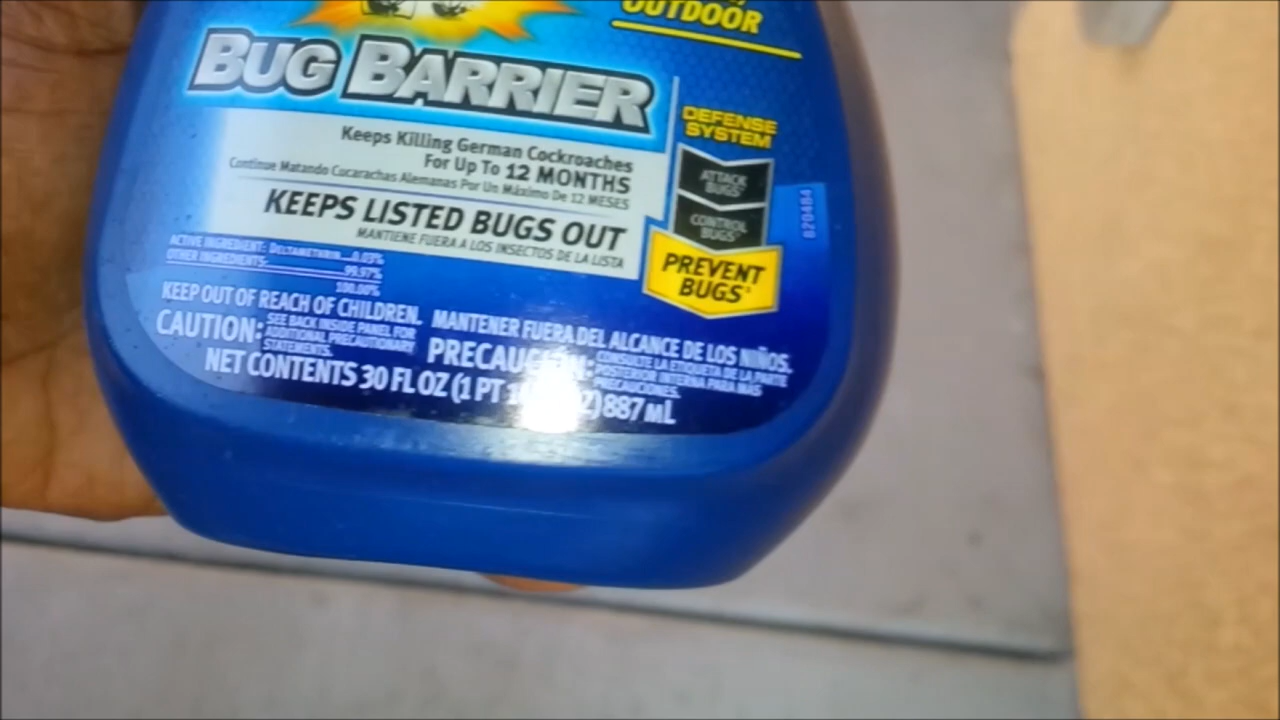 OUTDOOR
BUG BARRIER
Keeps Killing German Cockroaches
For Up To 12 MONTHS
Continue Matando Cucarachas Alemanas Por Un Máximo De 12 MESES
KEEPS LISTED BUGS OUT
MANTIENE FUERA A LOS INSECTOS DE LA LISTA
DEFENSE
SYSTEM
ATTACK
BUGS
CONTROL
BUGS
PREVENT
BUGS
820484
ACTIVE INGREDIENT: DELTAMETHRIN....0.03%
OTHER INGREDIENTS:...................99.97%
100.00%
KEEP OUT OF REACH OF CHILDREN.
CAUTION: SEE BACK INSIDE PANEL FOR
ADDITIONAL PRECAUTIONARY
STATEMENTS.
MANTENER FUERA DEL ALCANCE DE LOS NIÑOS.
CONSULTE LA ETIQUETA DE LA PARTE
POSTERIOR INTERNA PARA MÁS
PRECAUCIONES.
NET CONTENTS 30 FL OZ (1 PT 887 mL